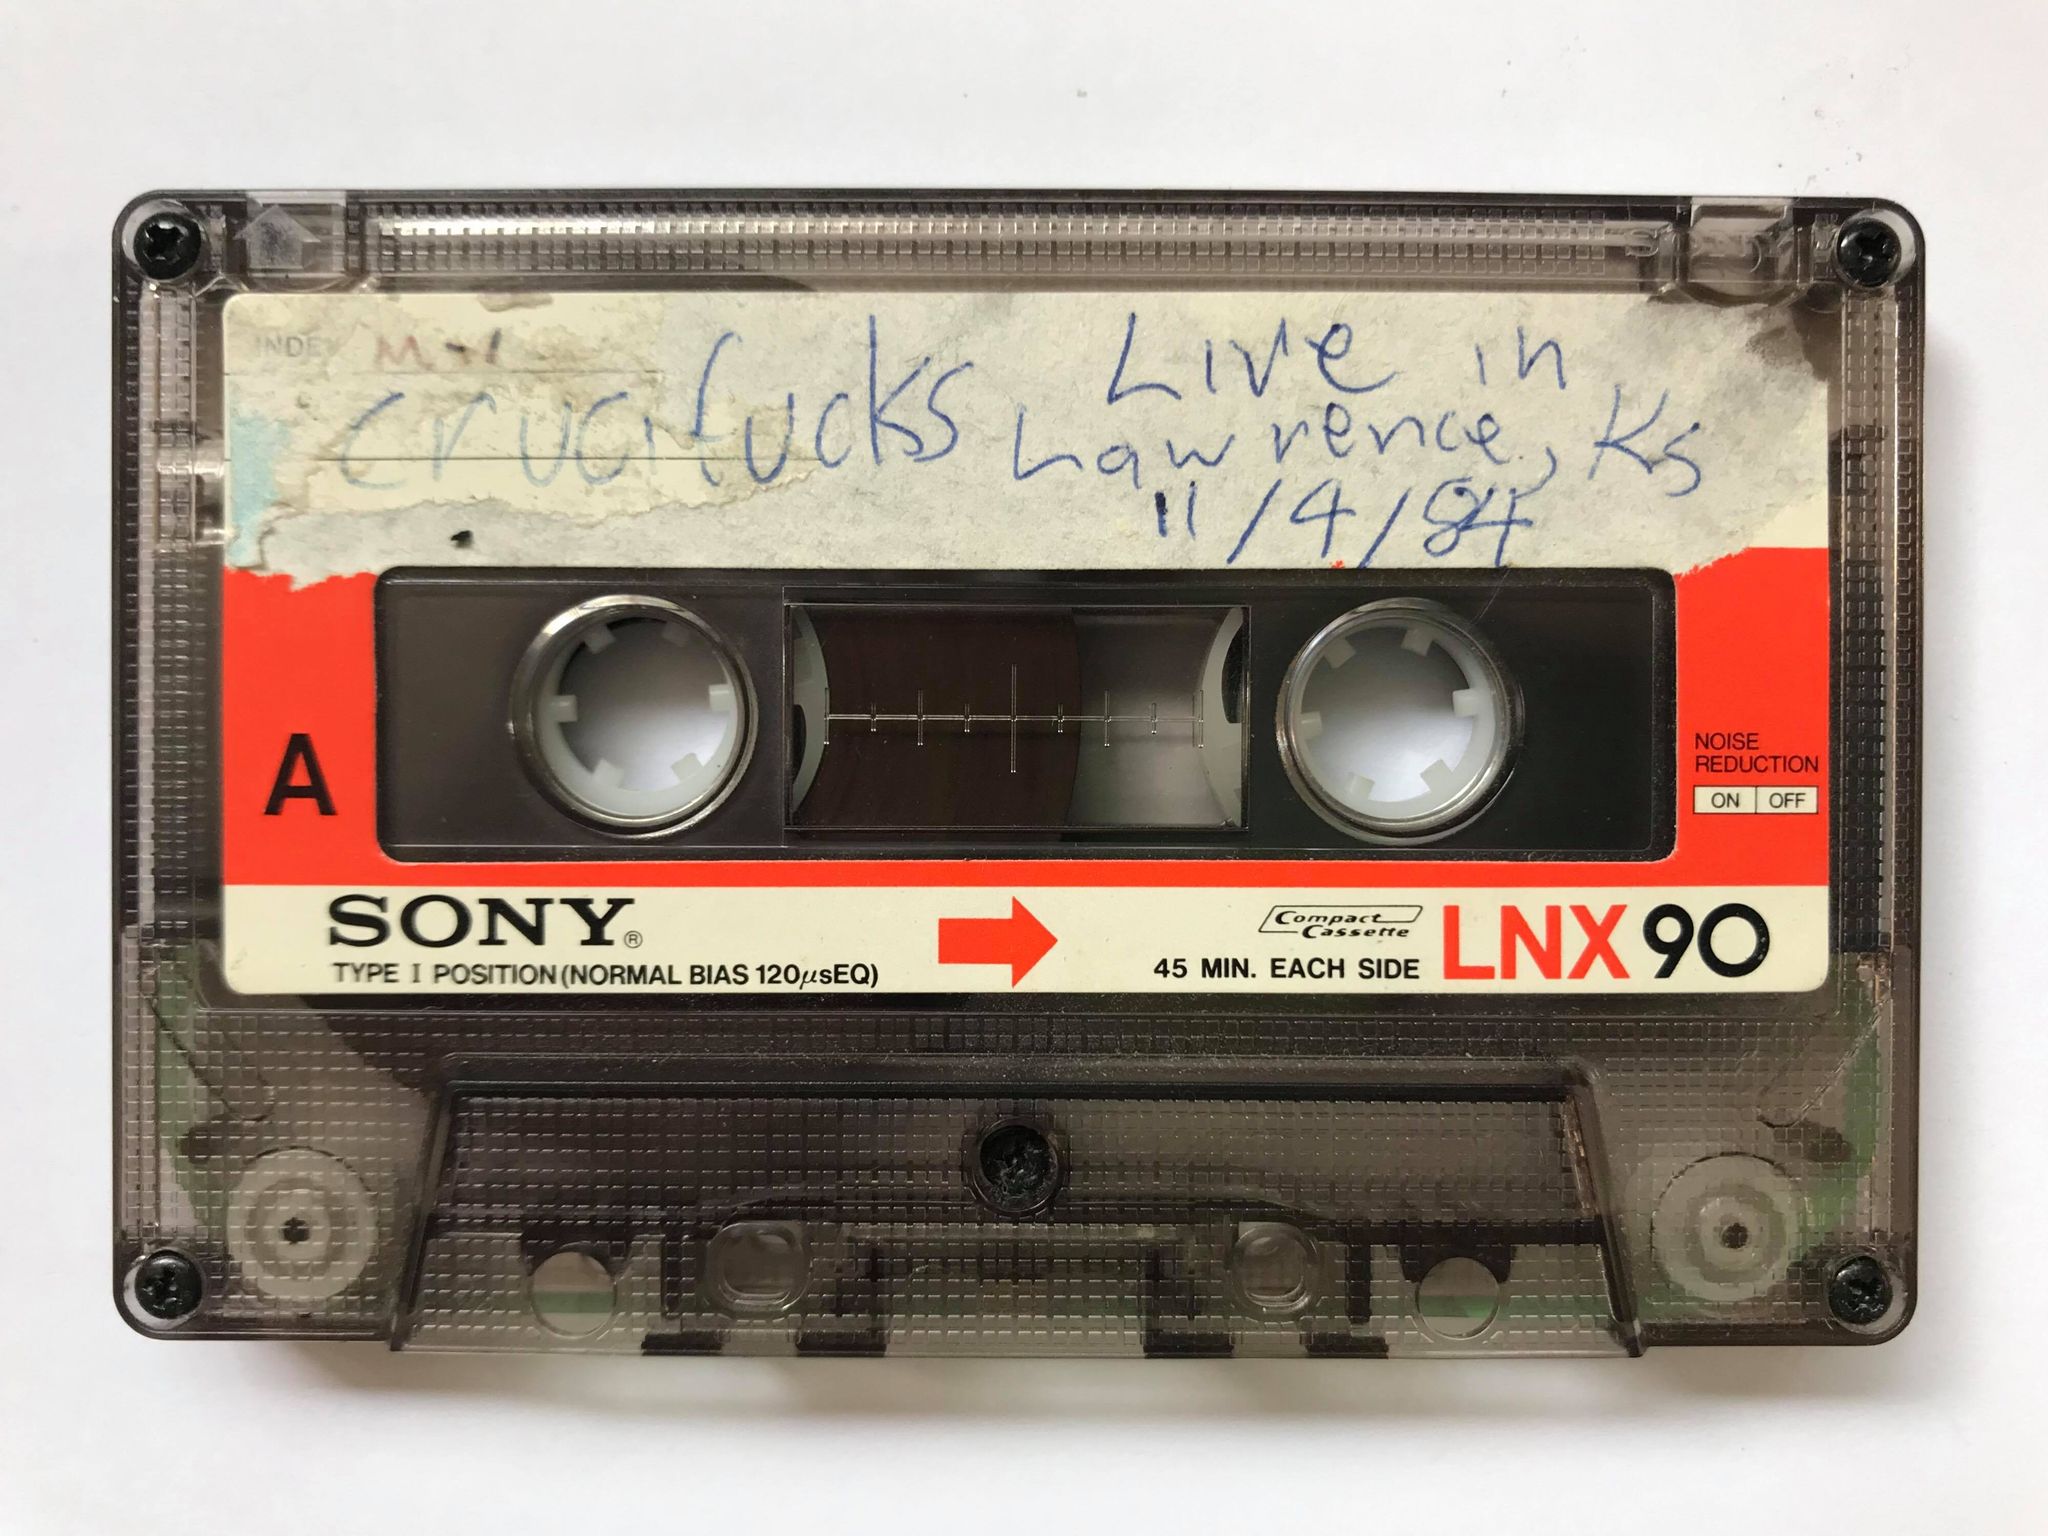 INDEX
Crucifucks Live in
Lawrence, Ks
11/4/84
A
NOISE
REDUCTION
ON OFF
SONY®
TYPE I POSITION (NORMAL BIAS 120μsEQ)
Compact
Cassette
45 MIN. EACH SIDE LNX 90